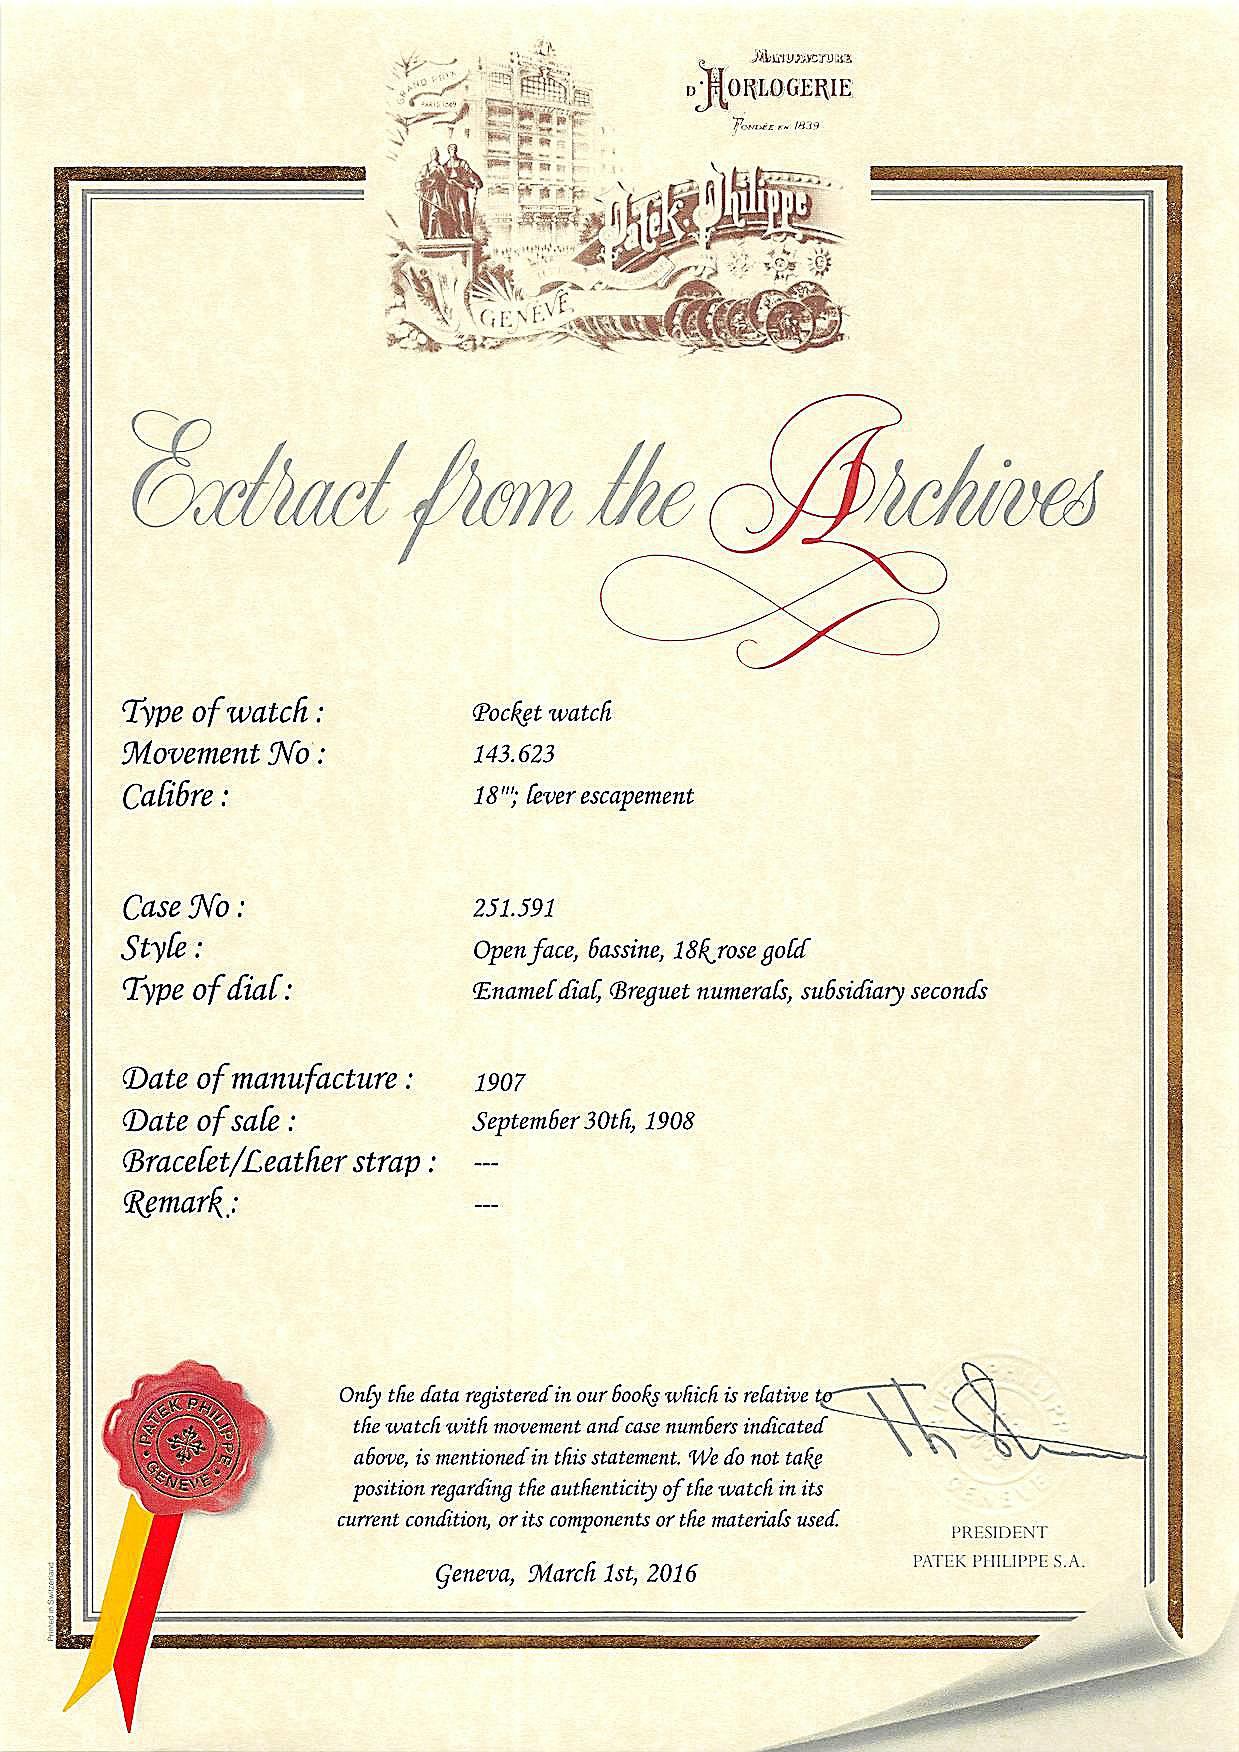 MANUFACTURE
D'HORLOGERIE
FONDÉE EN 1839
GRAND PRIX
PARIS
Patek Philippe
GENÈVE
Extract from the Archives
Type of watch : Pocket watch
Movement No : 143.623
Calibre : 18'''; lever escapement
Case No : 251.591
Style : Open face, bassine, 18k rose gold
Type of dial : Enamel dial, Breguet numerals, subsidiary seconds
Date of manufacture : 1907
Date of sale : September 30th, 1908
Bracelet/Leather strap : ---
Remark : ---
Only the data registered in our books which is relative to
the watch with movement and case numbers indicated
above, is mentioned in this statement. We do not take
position regarding the authenticity of the watch in its
current condition, or its components or the materials used.
Geneva, March 1st, 2016
PATEK PHILIPPE
GENÈVE
PRESIDENT
PATEK PHILIPPE S.A.
Printed in Switzerland